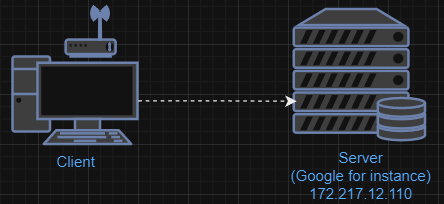 Client
Server
(Google for instance)
172.217.12.110